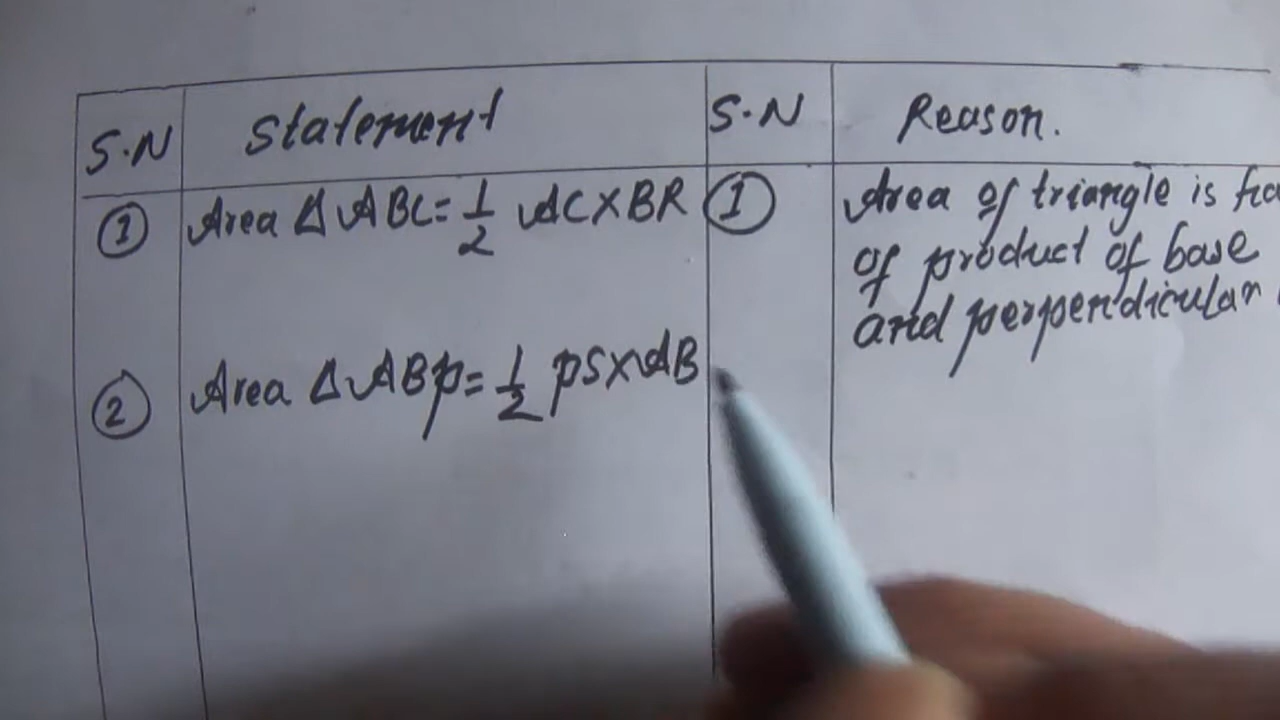 S.N Statement S.N Reason.
① Area Δ ABC = 1/2 AC × BR ① Area of triangle is
of product of base
and perpendicular
② Area Δ ABp = 1/2 pS × AB